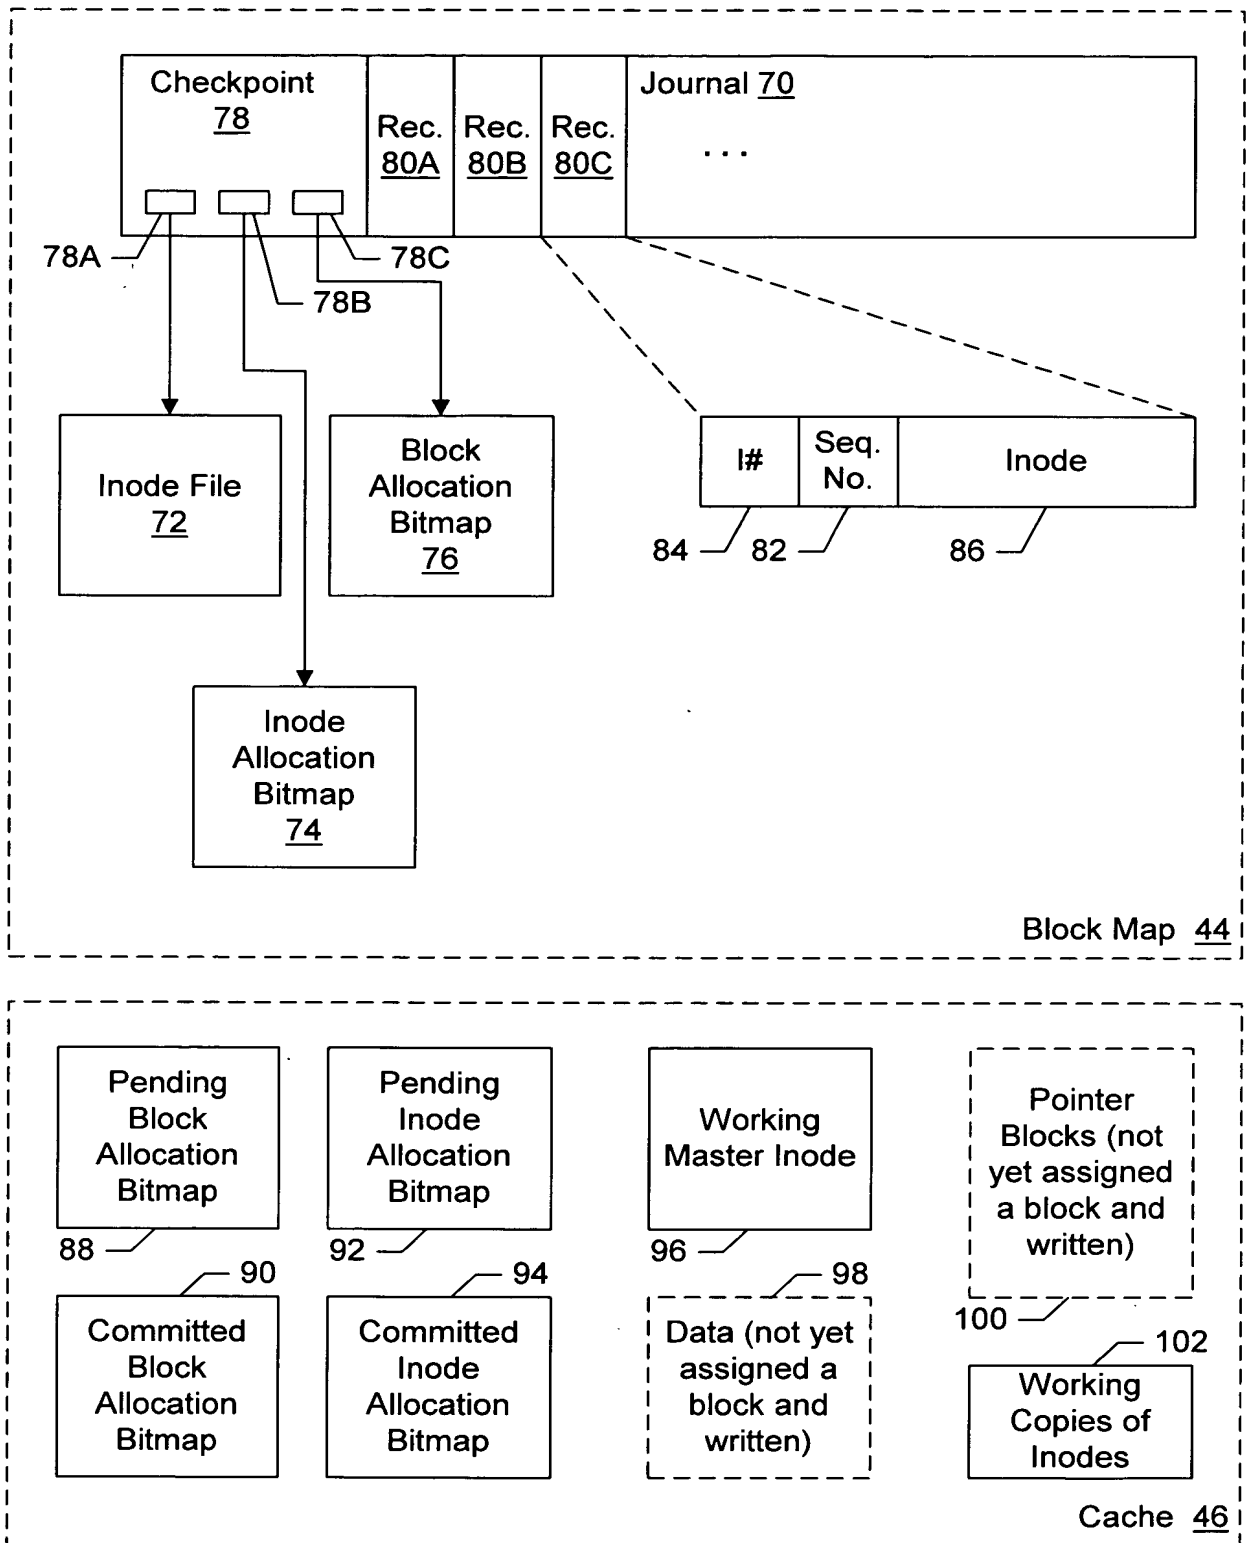 Checkpoint
78
Rec.
80A
Rec.
80B
Rec.
80C
Journal 70
...
78A
78B
78C
Inode File
72
Block
Allocation
Bitmap
76
Inode
Allocation
Bitmap
74
I#
Seq.
No.
Inode
84
82
86
Block Map 44
Pending
Block
Allocation
Bitmap
88
Pending
Inode
Allocation
Bitmap
92
Working
Master Inode
96
Pointer
Blocks (not
yet assigned
a block and
written)
100
90
Committed
Block
Allocation
Bitmap
94
Committed
Inode
Allocation
Bitmap
98
Data (not yet
assigned a
block and
written)
102
Working
Copies of
Inodes
Cache 46